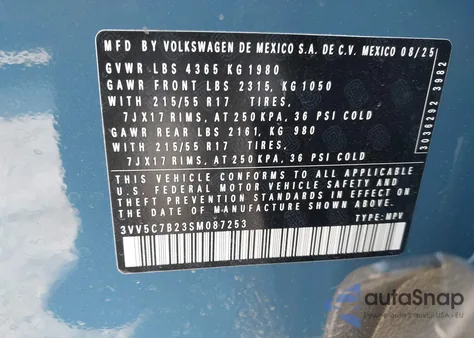 MFD BY VOLKSWAGEN DE MEXICO S.A. DE C.V. MEXICO 08/25
GVWR LBS 4365 KG 1980
GAWR FRONT LBS 2315, KG 1050
WITH 215/55 R17 TIRES,
7JX17 RIMS, AT 250 KPA, 36 PSI COLD
GAWR REAR LBS 2161, KG 980
WITH 215/55 R17 TIRES,
7JX17 RIMS, AT 250 KPA, 36 PSI COLD
THIS VEHICLE CONFORMS TO ALL APPLICABLE
U.S. FEDERAL MOTOR VEHICLE SAFETY AND
THEFT PREVENTION STANDARDS IN EFFECT ON
THE DATE OF MANUFACTURE SHOWN ABOVE.
3VV5C7B23SM087253 TYPE: MPV
3036292 3982
autoSnap